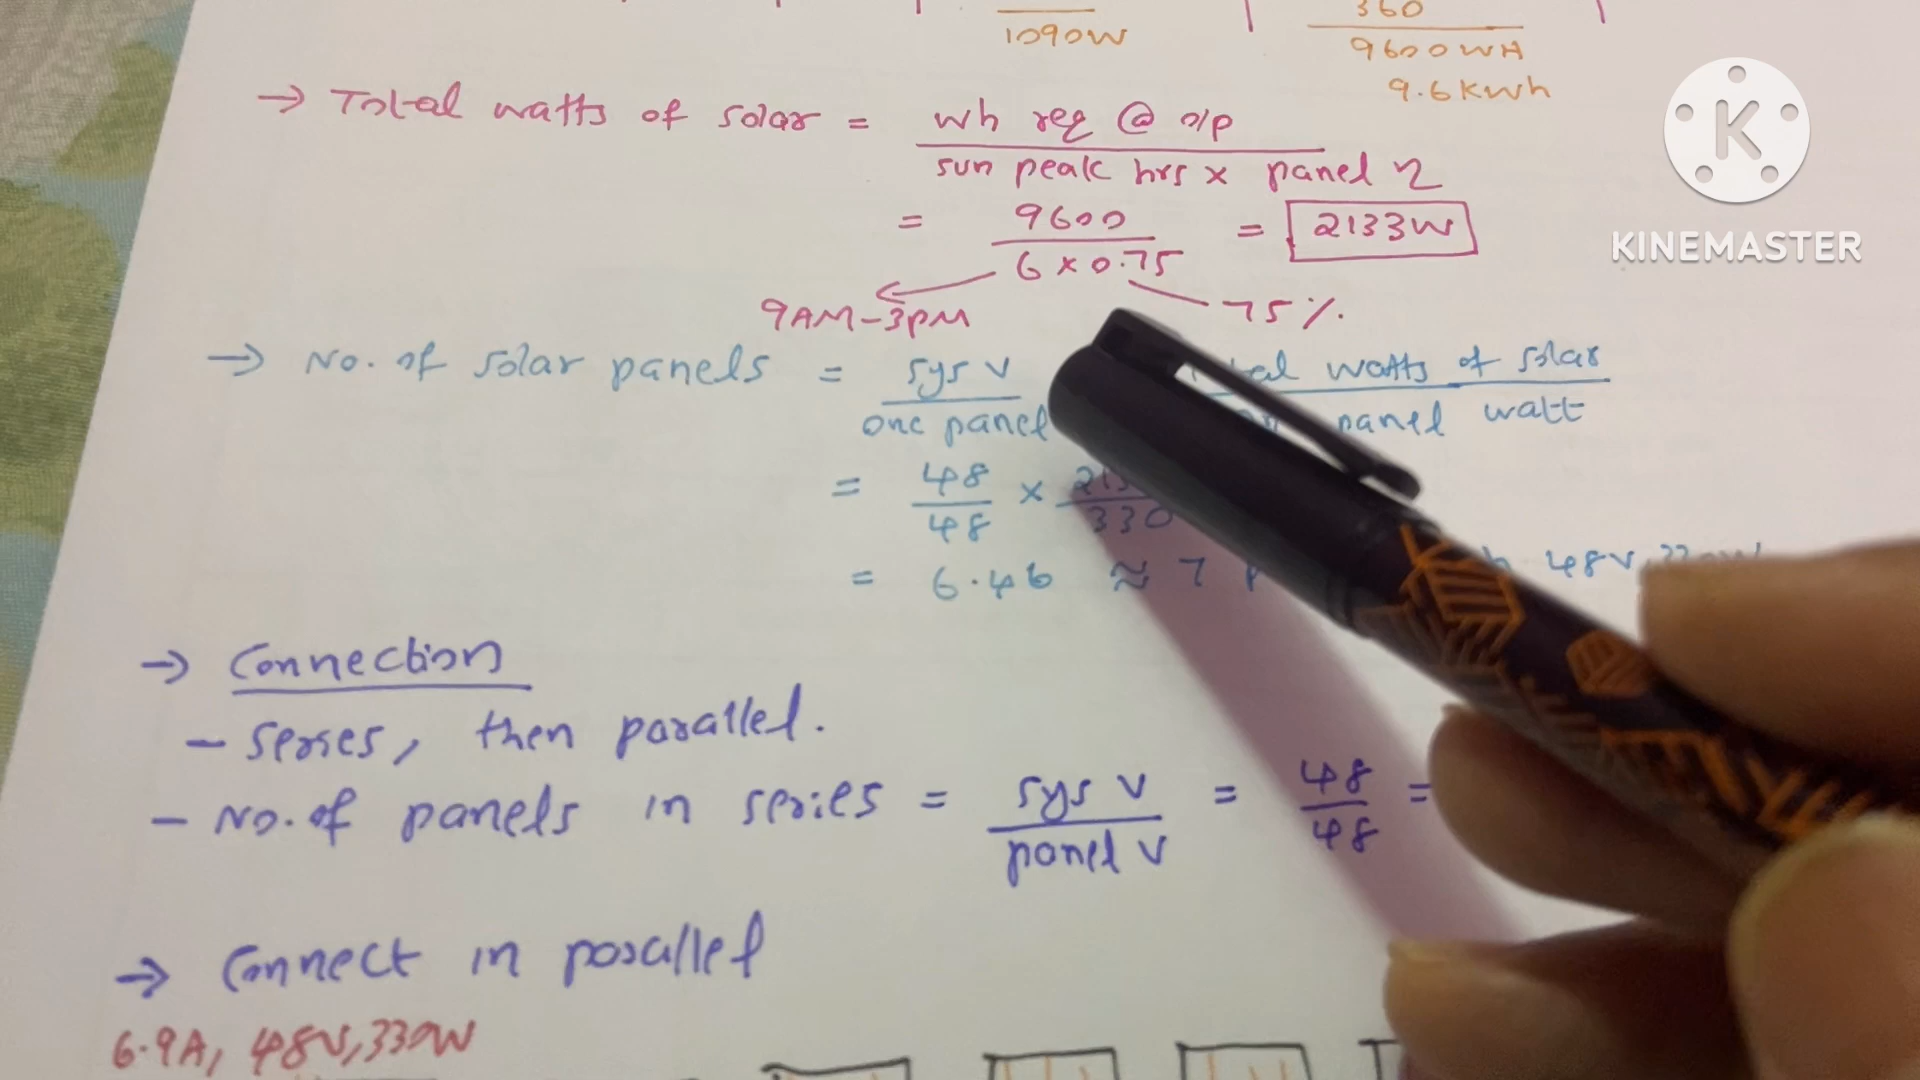 360
1090W
9600WH
9.6KWh
→ Total watts of solar = wh req @ o/p
sun peak hrs x panel η
= 9600 = 2133W
6 x 0.75
9AM-3PM 75%.
→ No. of solar panels = sys v watts of solar
one panel panel watt
= 48 x
48 330
= 6.46 ≈ 7 48V,
→ Connection
- series, then parallel.
- No. of panels in series = sys v = 48 =
panel v 48
→ Connect in parallel
6.9A, 48V, 330W
K
KINEMASTER